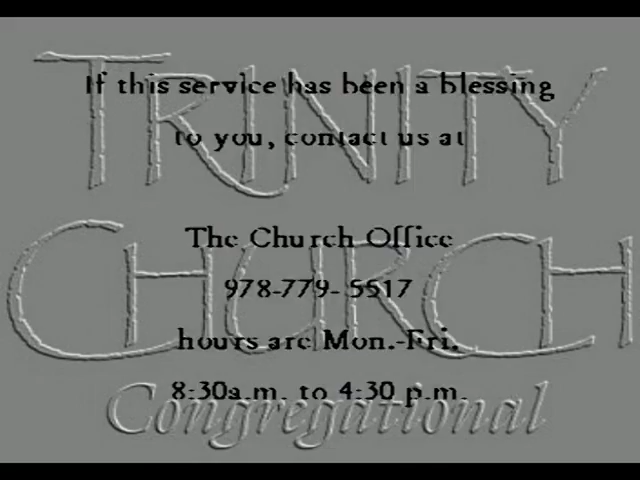 TRINITY
CHURCH
Congregational
If this service has been a blessing
to you, contact us at
The Church Office
978-779-5517
hours are Mon.-Fri.
8:30a.m. to 4:30 p.m.